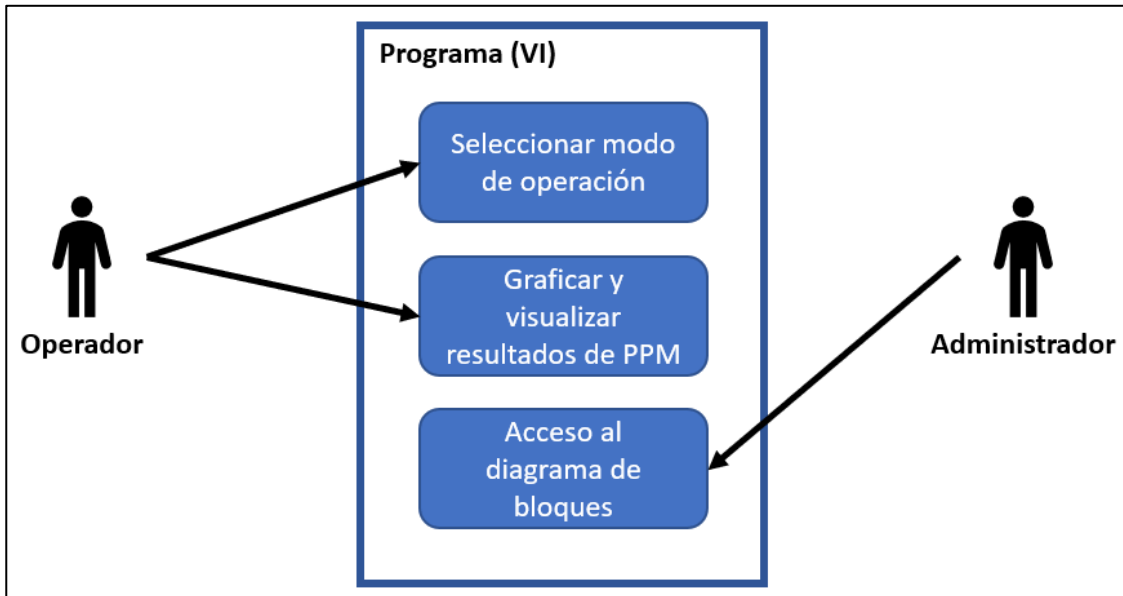 Programa (VI)
Seleccionar modo
de operación
Graficar y
visualizar
resultados de PPM
Acceso al
diagrama de
bloques
Operador
Administrador